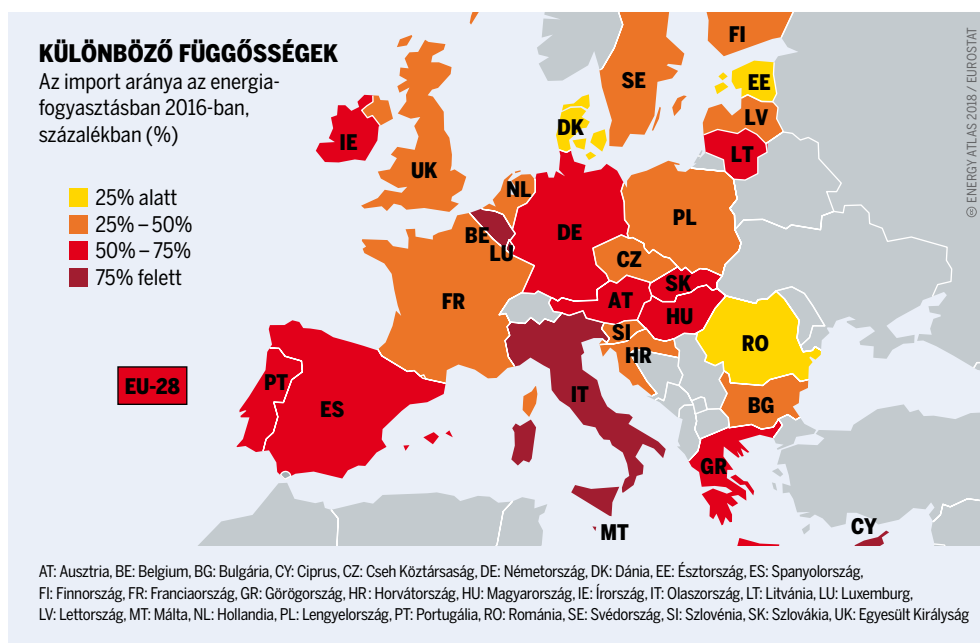 KÜLÖNBÖZŐ FÜGGŐSÉGEK
Az import aránya az energia-
fogyasztásban 2016-ban,
százalékban (%)
25% alatt
25% – 50%
50% – 75%
75% felett
EU-28
FI
SE
EE
LV
LT
DK
IE
UK
NL
BE
LU
DE
PL
CZ
SK
AT
HU
FR
SI
HR
RO
BG
IT
PT
ES
GR
MT
CY
© ENERGY ATLAS 2018 / EUROSTAT
AT: Ausztria, BE: Belgium, BG: Bulgária, CY: Ciprus, CZ: Cseh Köztársaság, DE: Németország, DK: Dánia, EE: Észtország, ES: Spanyolország,
FI: Finnország, FR: Franciaország, GR: Görögország, HR: Horvátország, HU: Magyarország, IE: Írország, IT: Olaszország, LT: Litvánia, LU: Luxemburg,
LV: Lettország, MT: Málta, NL: Hollandia, PL: Lengyelország, PT: Portugália, RO: Románia, SE: Svédország, SI: Szlovénia, SK: Szlovákia, UK: Egyesült Királyság